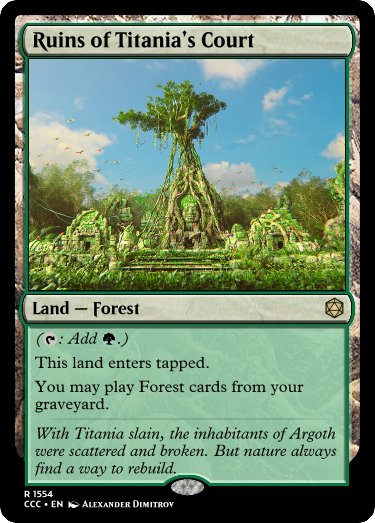 Ruins of Titania's Court
Land — Forest
(: Add .)
This land enters tapped.
You may play Forest cards from your
graveyard.
With Titania slain, the inhabitants of Argoth
were scattered and broken. But nature always
find a way to rebuild.
R 1554
CCC • EN Alexander Dimitrov